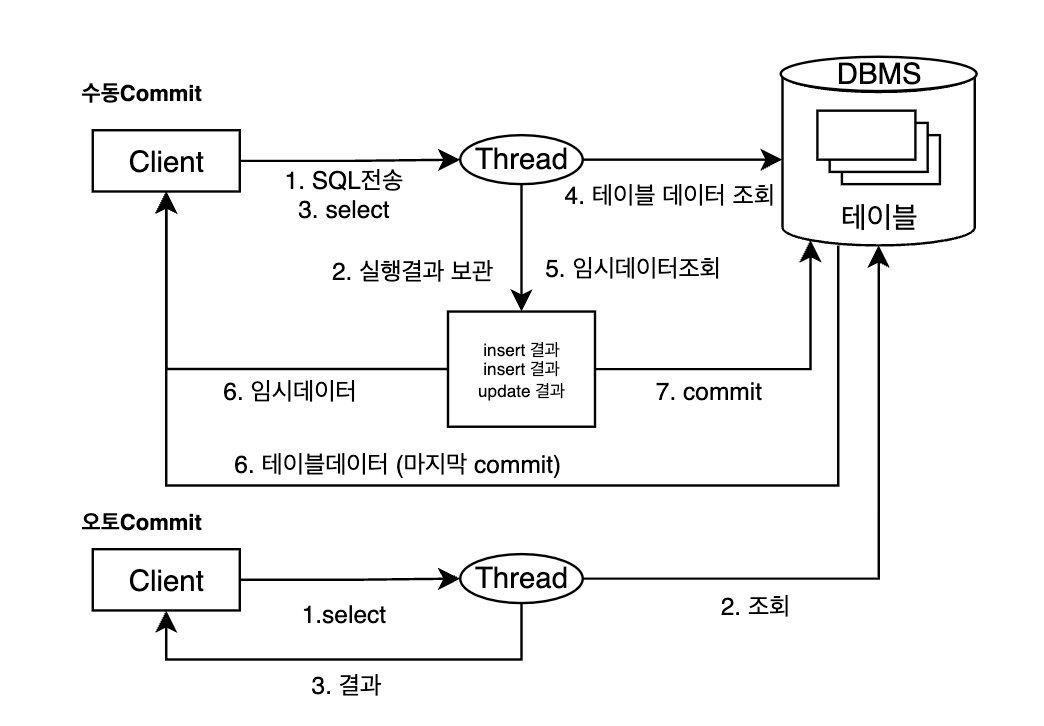 수동Commit
DBMS
Client
Thread
1. SQL전송
3. select
4. 테이블 데이터 조회
테이블
2. 실행결과 보관
5. 임시데이터조회
insert 결과
insert 결과
update 결과
6. 임시데이터
7. commit
6. 테이블데이터 (마지막 commit)
오토Commit
Client
Thread
1.select
2. 조회
3. 결과